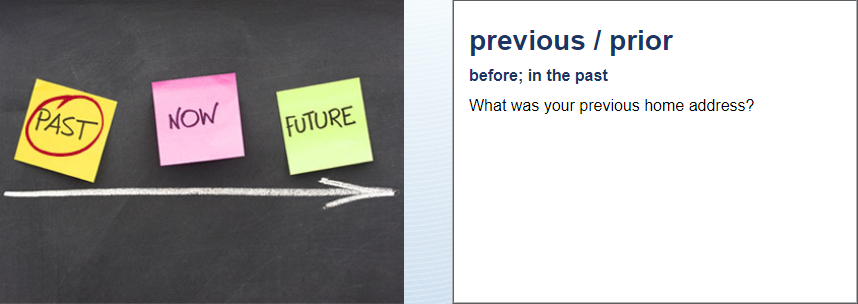 PAST
NOW
FUTURE
previous / prior
before; in the past
What was your previous home address?